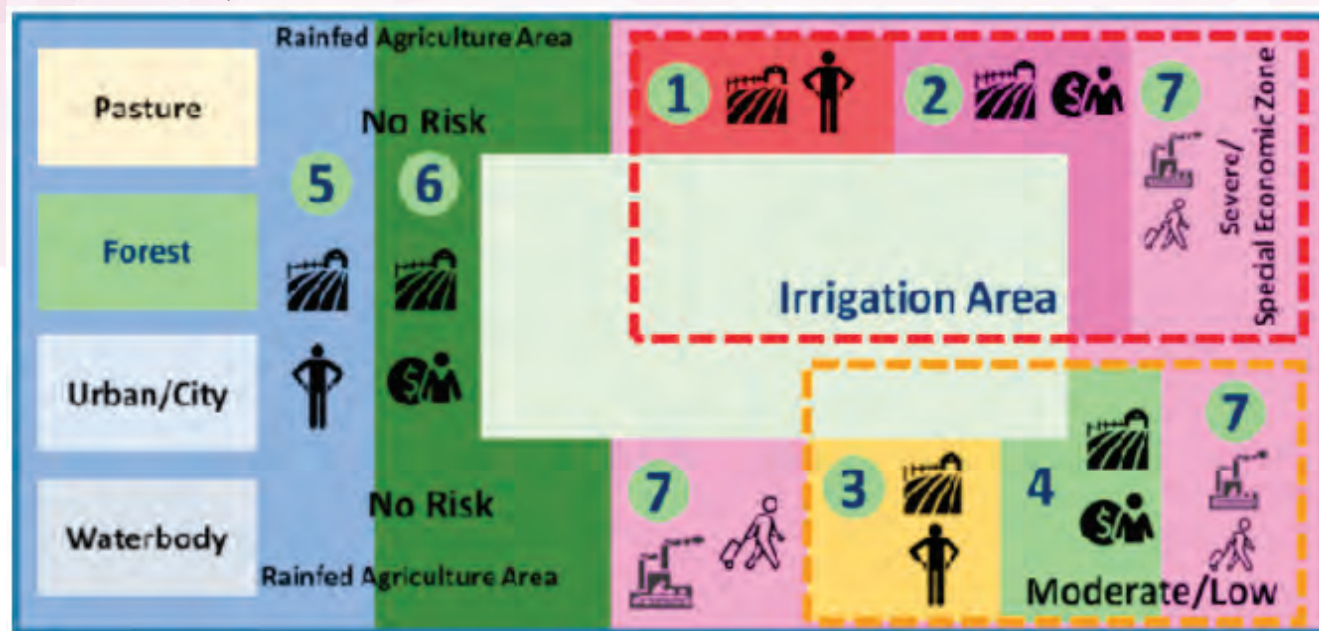 Rainfed Agriculture Area
Pasture
No Risk
1
2
7
Severe/
Special Economic Zone
5
6
Forest
Irrigation Area
Urban/City
7
3
4
7
No Risk
Waterbody
Rainfed Agriculture Area
Moderate/Low